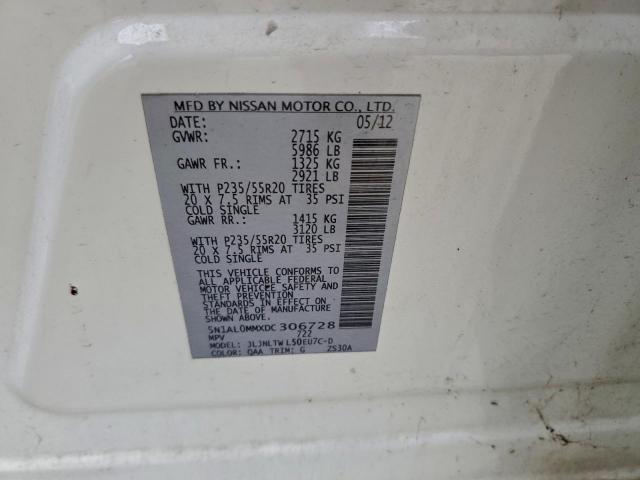 MFD BY NISSAN MOTOR CO., LTD.
DATE: 05/12
GVWR: 2715 KG
5986 LB
GAWR FR.: 1325 KG
2921 LB
WITH P235/55R20 TIRES
20 X 7.5 RIMS AT 35 PSI
COLD SINGLE
GAWR RR.: 1415 KG
3120 LB
WITH P235/55R20 TIRES
20 X 7.5 RIMS AT 35 PSI
COLD SINGLE
THIS VEHICLE CONFORMS TO
ALL APPLICABLE FEDERAL
MOTOR VEHICLE SAFETY AND
THEFT PREVENTION
STANDARDS IN EFFECT ON
THE DATE OF MANUFACTURE
SHOWN ABOVE.
5N1AL0MMXDC306728
MPV /22
MODEL: JLJNLTW L50EU7C-D
COLOR: QAA TRIM: G ZS30A